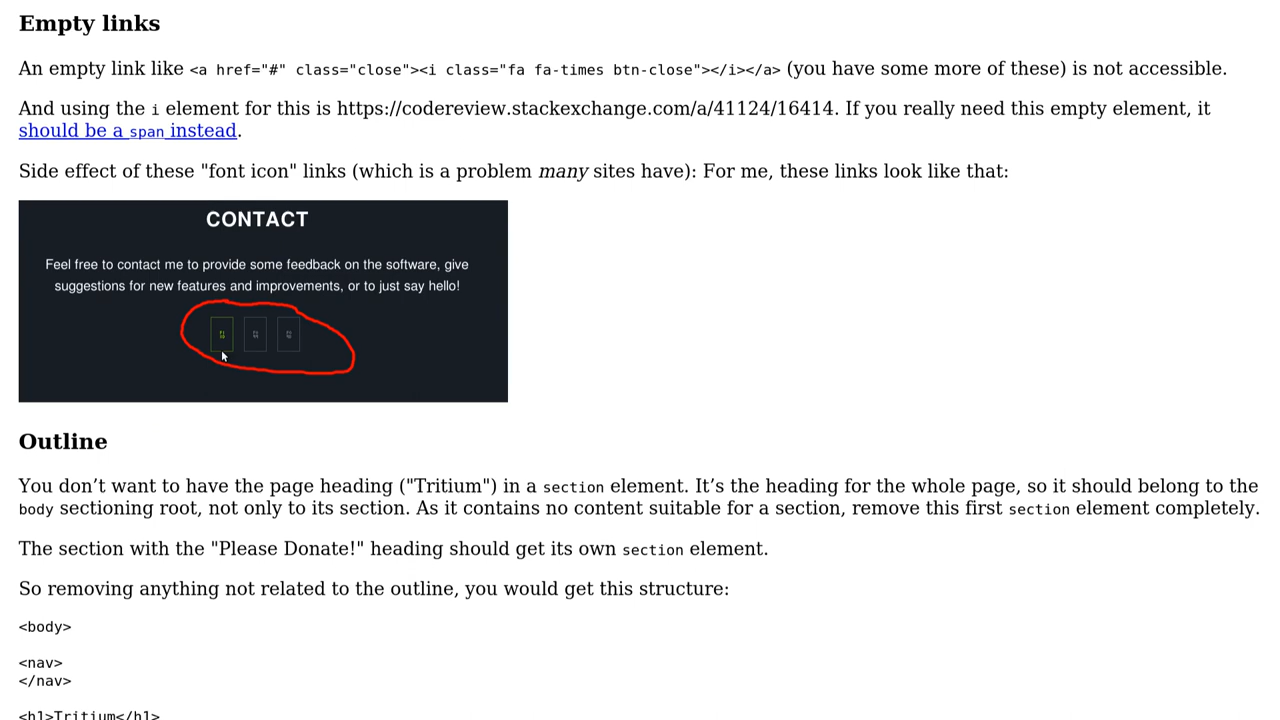 Empty links
An empty link like <a href="#" class="close"><i class="fa fa-times btn-close"></i></a> (you have some more of these) is not accessible.
And using the i element for this is https://codereview.stackexchange.com/a/41124/16414. If you really need this empty element, it
should be a span instead.
Side effect of these "font icon" links (which is a problem many sites have): For me, these links look like that:
CONTACT
Feel free to contact me to provide some feedback on the software, give
suggestions for new features and improvements, or to just say hello!
Outline
You don’t want to have the page heading ("Tritium") in a section element. It’s the heading for the whole page, so it should belong to the
body sectioning root, not only to its section. As it contains no content suitable for a section, remove this first section element completely.
The section with the "Please Donate!" heading should get its own section element.
So removing anything not related to the outline, you would get this structure:
<body>
<nav>
</nav>
<h1>Tritium</h1>